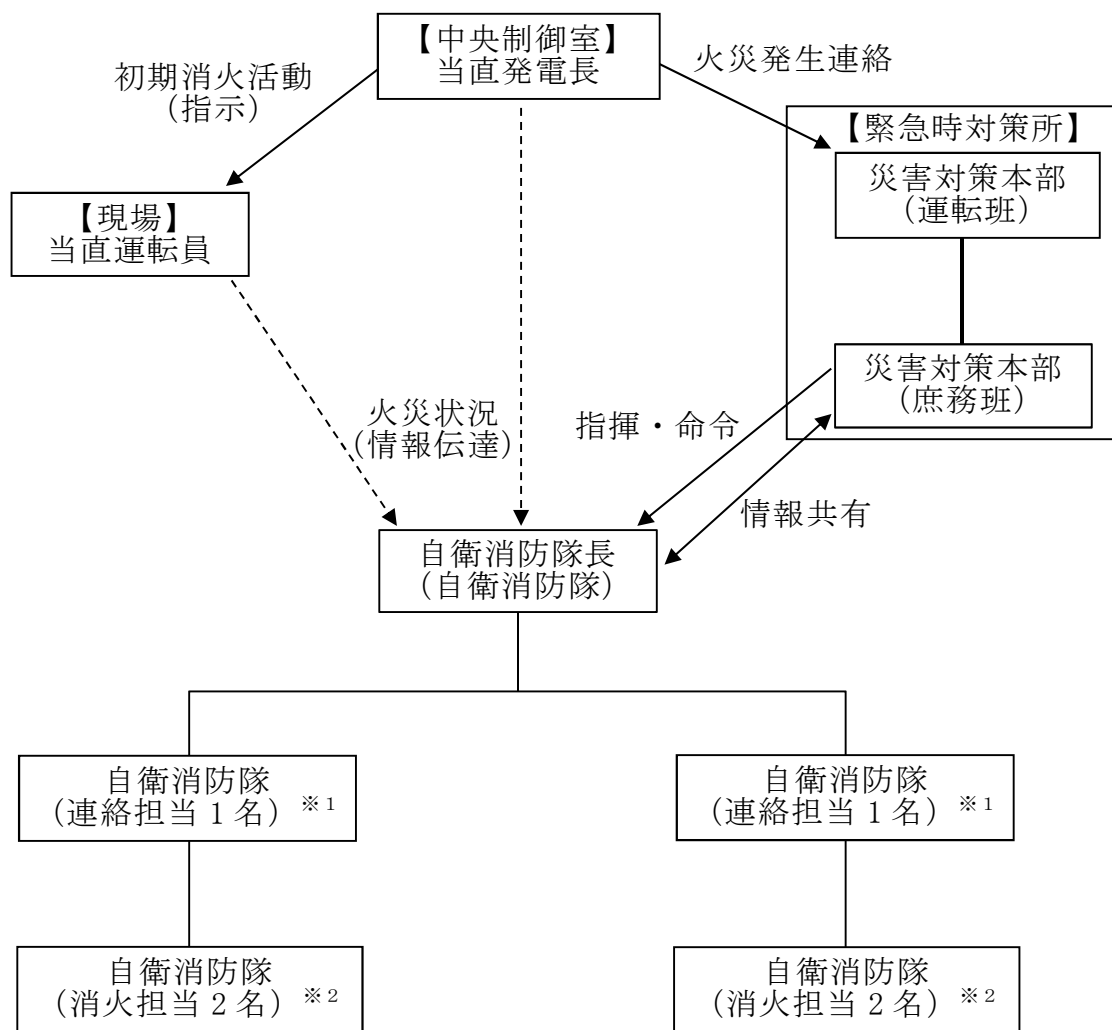 【中央制御室】
当直発電長
火災発生連絡
初期消火活動
(指示)
【緊急時対策所】
災害対策本部
(運転班)
【現場】
当直運転員
災害対策本部
(庶務班)
火災状況
(情報伝達)
指揮・命令
情報共有
自衛消防隊長
(自衛消防隊)
自衛消防隊
(連絡担当1名) ※1
自衛消防隊
(連絡担当1名) ※1
自衛消防隊
(消火担当2名) ※2
自衛消防隊
(消火担当2名) ※2